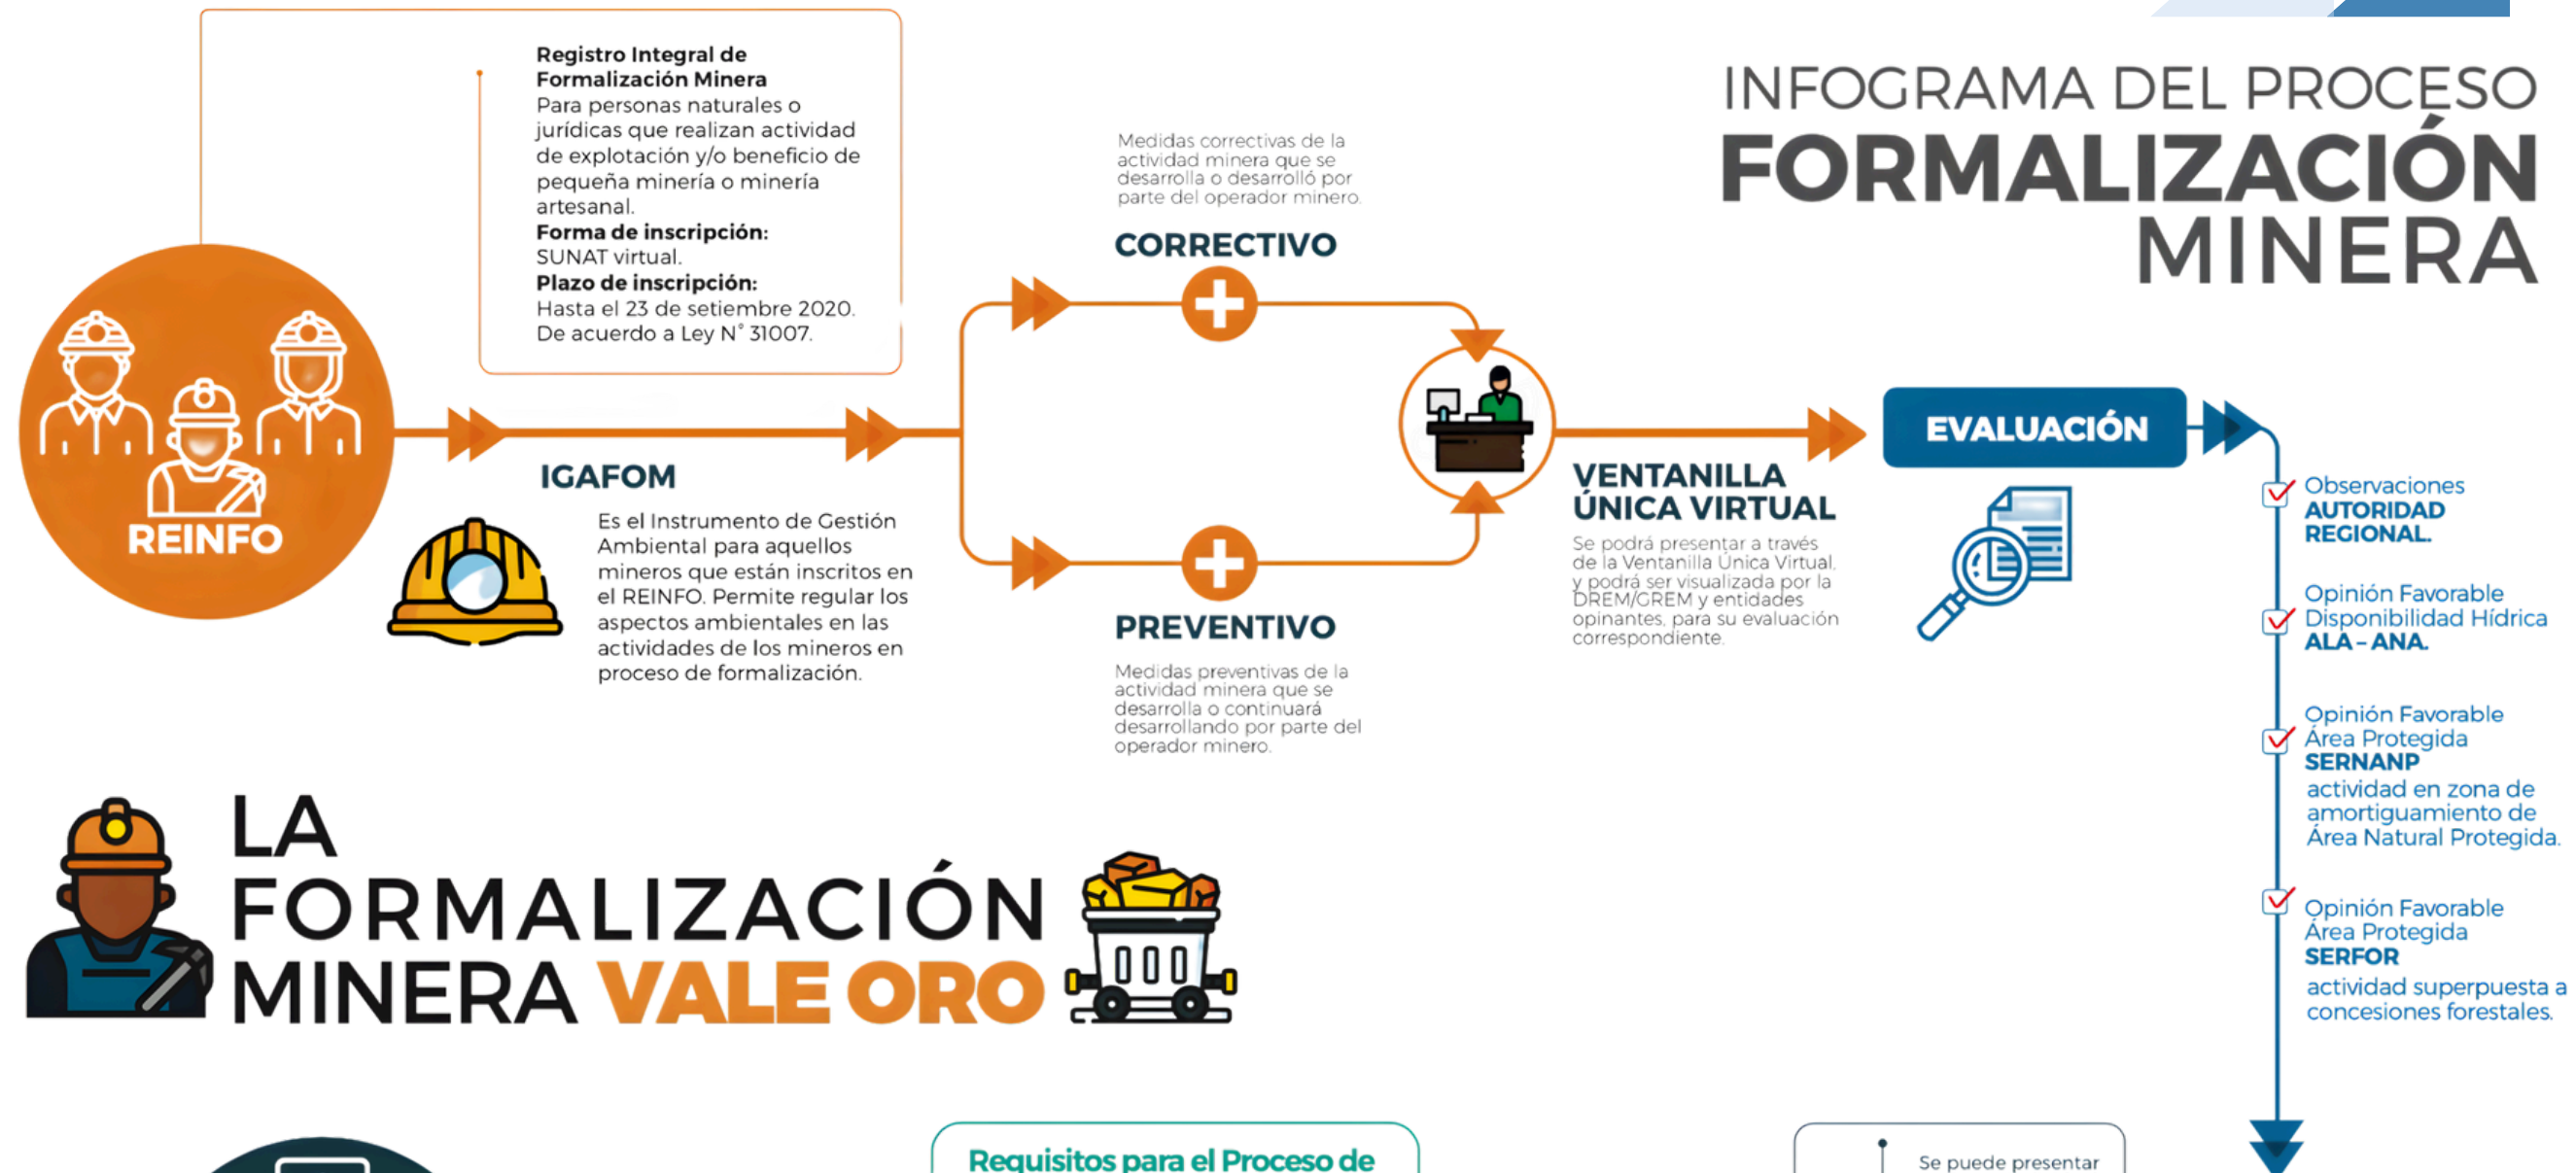 INFOGRAMA DEL PROCESO
FORMALIZACIÓN
MINERA
Registro Integral de
Formalización Minera
Para personas naturales o
jurídicas que realizan actividad
de explotación y/o beneficio de
pequeña minería o minería
artesanal.
Forma de inscripción:
SUNAT virtual.
Plazo de inscripción:
Hasta el 23 de setiembre 2020.
De acuerdo a Ley N° 31007.
REINFO
IGAFOM
Es el Instrumento de Gestión
Ambiental para aquellos
mineros que están inscritos en
el REINFO. Permite regular los
aspectos ambientales en las
actividades de los mineros en
proceso de formalización.
Medidas correctivas de la
actividad minera que se
desarrolla o desarrolló por
parte del operador minero.
CORRECTIVO
PREVENTIVO
Medidas preventivas de la
actividad minera que se
desarrolla o continuará
desarrollando por parte del
operador minero.
VENTANILLA
ÚNICA VIRTUAL
Se podrá presentar a través
de la Ventanilla Única Virtual,
y podrá ser visualizada por la
DREM/GREM y entidades
opinantes, para su evaluación
correspondiente.
EVALUACIÓN
Observaciones
AUTORIDAD
REGIONAL.
Opinión Favorable
Disponibilidad Hídrica
ALA – ANA.
Opinión Favorable
Área Protegida
SERNANP
actividad en zona de
amortiguamiento de
Área Natural Protegida.
Opinión Favorable
Área Protegida
SERFOR
actividad superpuesta a
concesiones forestales.
LA
FORMALIZACIÓN
MINERA VALE ORO
Requisitos para el Proceso de
Se puede presentar